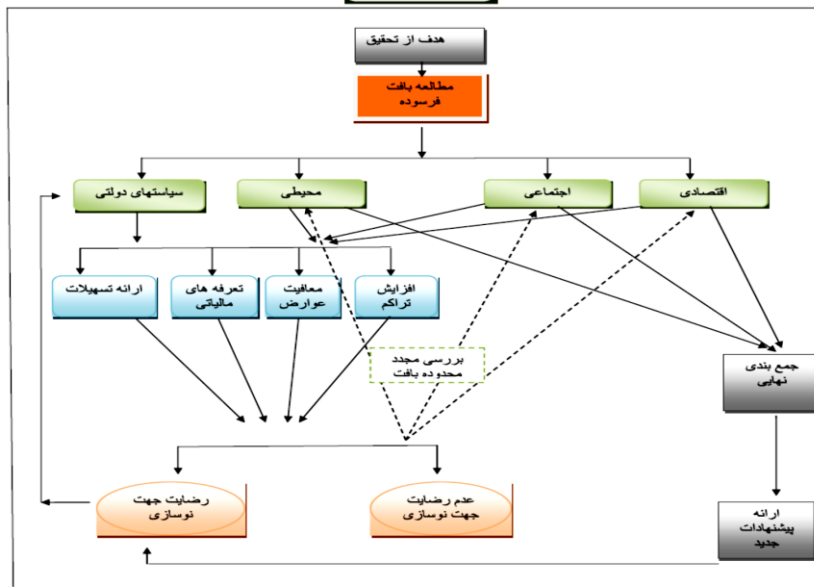 هدف از تحقیق
مطالعه بافت
فرسوده
اقتصادی
اجتماعی
محیطی
سیاستهای دولتی
افزایش
تراکم
معافیت
عوارض
تعرفه های
مالیاتی
ارائه تسهیلات
بررسی مجدد
محدوده بافت
جمع بندی
نهایی
عدم رضایت
جهت نوسازی
رضایت جهت
نوسازی
ارائه
پیشنهادات
جدید